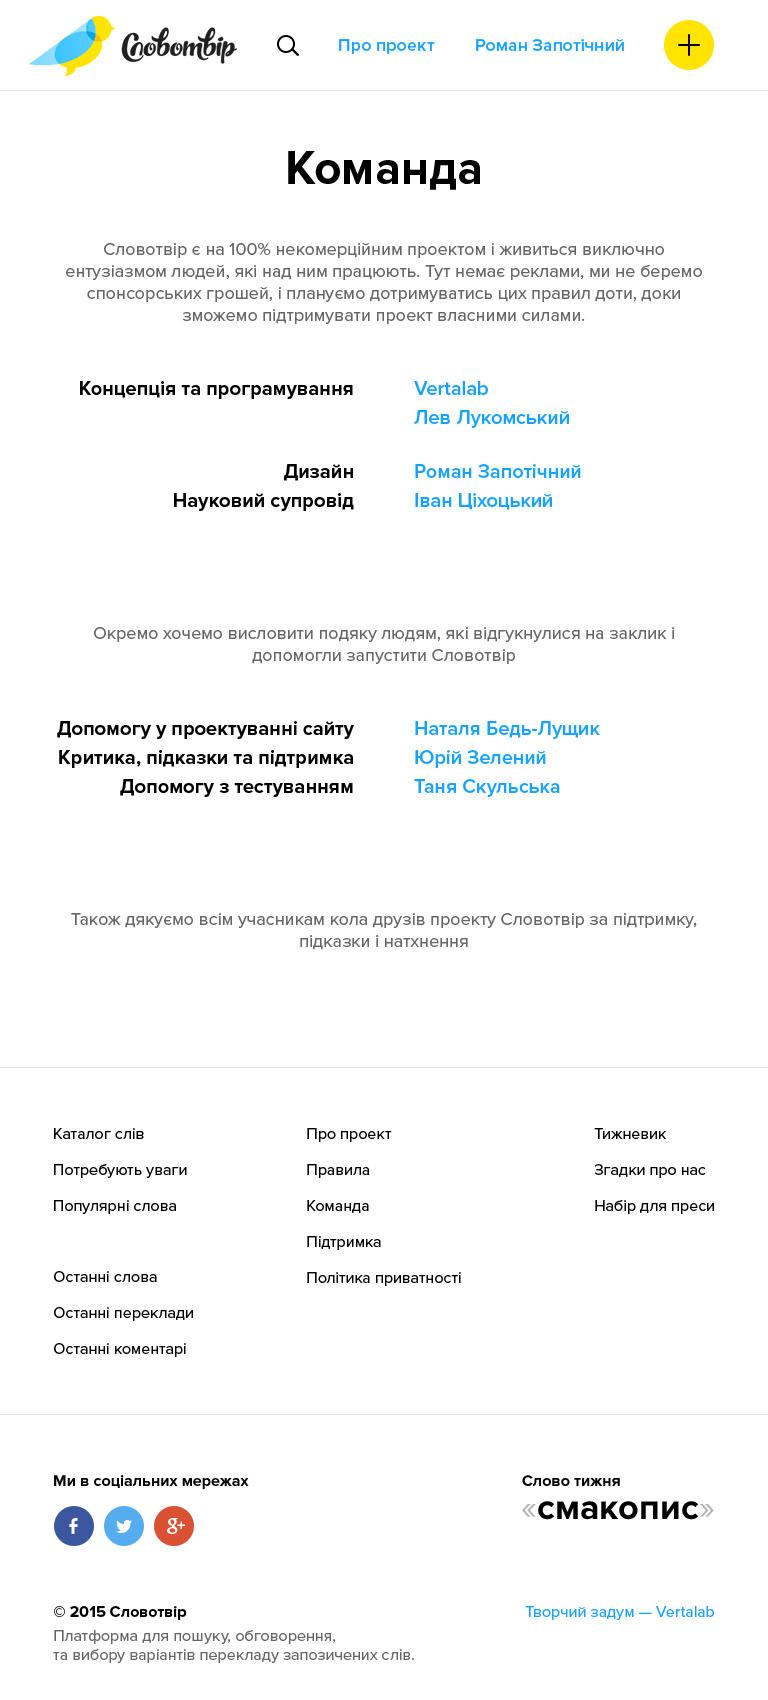 Словотвір
Про проект
Роман Запотічний
Команда
Словотвір є на 100% некомерційним проектом і живиться виключно
ентузіазмом людей, які над ним працюють. Тут немає реклами, ми не беремо
спонсорських грошей, і плануємо дотримуватись цих правил доти, доки
зможемо підтримувати проект власними силами.
Концепція та програмування
Vertalab
Лев Лукомський
Дизайн
Роман Запотічний
Науковий супровід
Іван Ціхоцький
Окремо хочемо висловити подяку людям, які відгукнулися на заклик і
допомогли запустити Словотвір
Допомогу у проектуванні сайту
Наталя Бедь-Лущик
Критика, підказки та підтримка
Юрій Зелений
Допомогу з тестуванням
Таня Скульська
Також дякуємо всім учасникам кола друзів проекту Словотвір за підтримку,
підказки і натхнення
Каталог слів
Потребують уваги
Популярні слова
Останні слова
Останні переклади
Останні коментарі
Про проект
Правила
Команда
Підтримка
Політика приватності
Тижневик
Згадки про нас
Набір для преси
Ми в соціальних мережах
f
g+
Слово тижня
«смакопис»
© 2015 Словотвір
Платформа для пошуку, обговорення,
та вибору варіантів перекладу запозичених слів.
Творчий задум — Vertalab